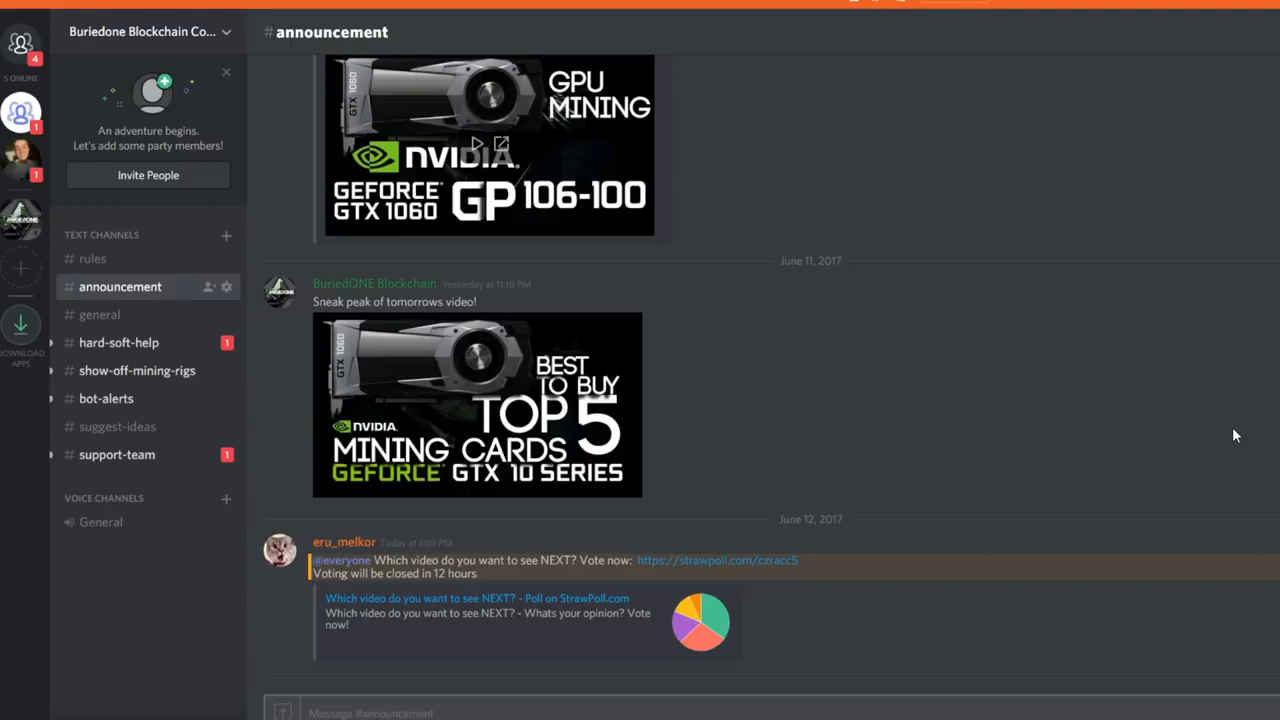 4
5 ONLINE
1
1
DOWNLOAD
APPS
Buriedone Blockchain Co...
An adventure begins.
Let's add some party members!
Invite People
TEXT CHANNELS
# rules
# announcement
# general
# hard-soft-help
1
# show-off-mining-rigs
# bot-alerts
# suggest-ideas
# support-team
1
VOICE CHANNELS
General
#announcement
GTX 1060
GPU
MINING
NVIDIA.
GEFORCE
GTX 1060
GP 106-100
June 11, 2017
BuriedONE Blockchain Yesterday at 11:10 PM
Sneak peak of tomorrows video!
GTX 1060
BEST
TO BUY
TOP 5
NVIDIA.
MINING CARDS
GEFORCE GTX 10 SERIES
June 12, 2017
eru_melkor Today at 1:09 PM
@everyone Which video do you want to see NEXT? Vote now: https://strawpoll.com/czracc5
Voting will be closed in 12 hours
Which video do you want to see NEXT? - Poll on StrawPoll.com
Which video do you want to see NEXT? - Whats your opinion? Vote
now!
Message #announcement